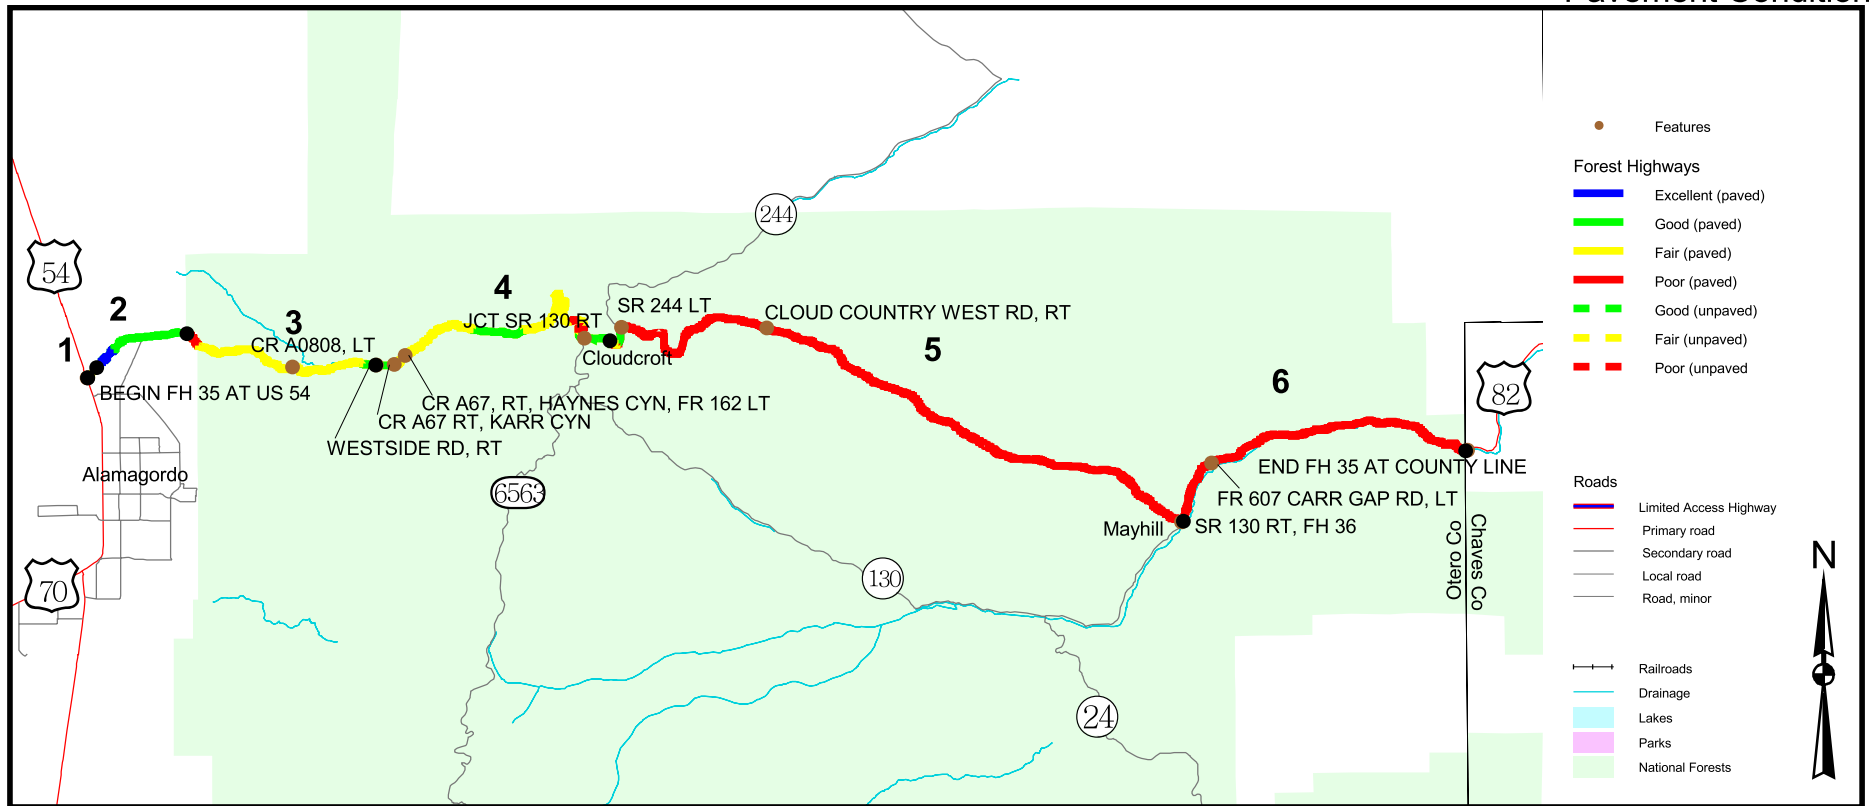 Pavement Condition
Features
Forest Highways
Excellent (paved)
Good (paved)
Fair (paved)
Poor (paved)
Good (unpaved)
Fair (unpaved)
Poor (unpaved
244
54
4
2
SR 244 LT
CLOUD COUNTRY WEST RD, RT
3
JCT SR 130 RT
CR A0808, LT
1
Cloudcroft
5
6
82
BEGIN FH 35 AT US 54
CR A67, RT, HAYNES CYN, FR 162 LT
CR A67 RT, KARR CYN
WESTSIDE RD, RT
Alamagordo
6563
END FH 35 AT COUNTY LINE
FR 607 CARR GAP RD, LT
Mayhill
SR 130 RT, FH 36
Otero Co
Chaves Co
130
70
24
Roads
Limited Access Highway
Primary road
Secondary road
Local road
Road, minor
N
Railroads
Drainage
Lakes
Parks
National Forests